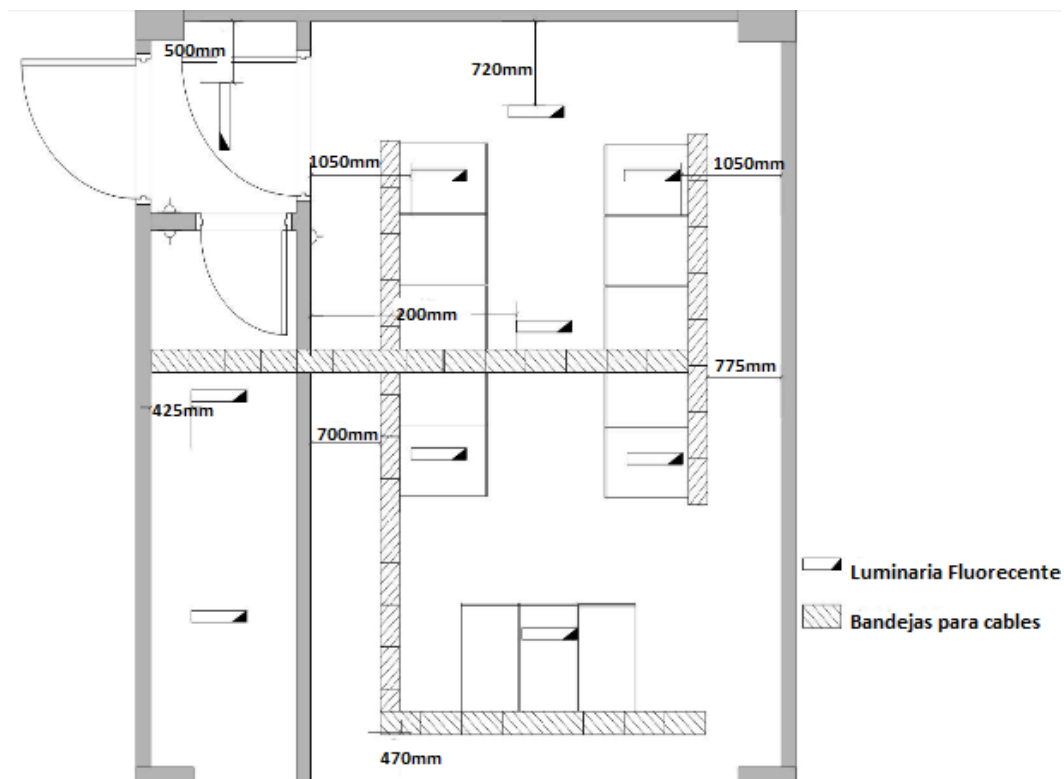 500mm
720mm
1050mm
1050mm
200mm
775mm
425mm
700mm
Luminaria Fluorecente
Bandejas para cables
470mm